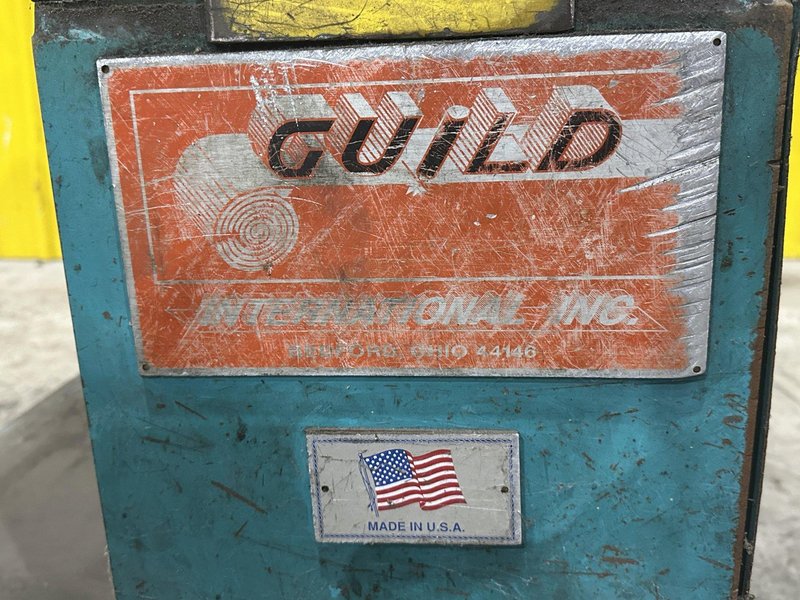 GUILD
INTERNATIONAL INC.
BEDFORD, OHIO 44146
MADE IN U.S.A.